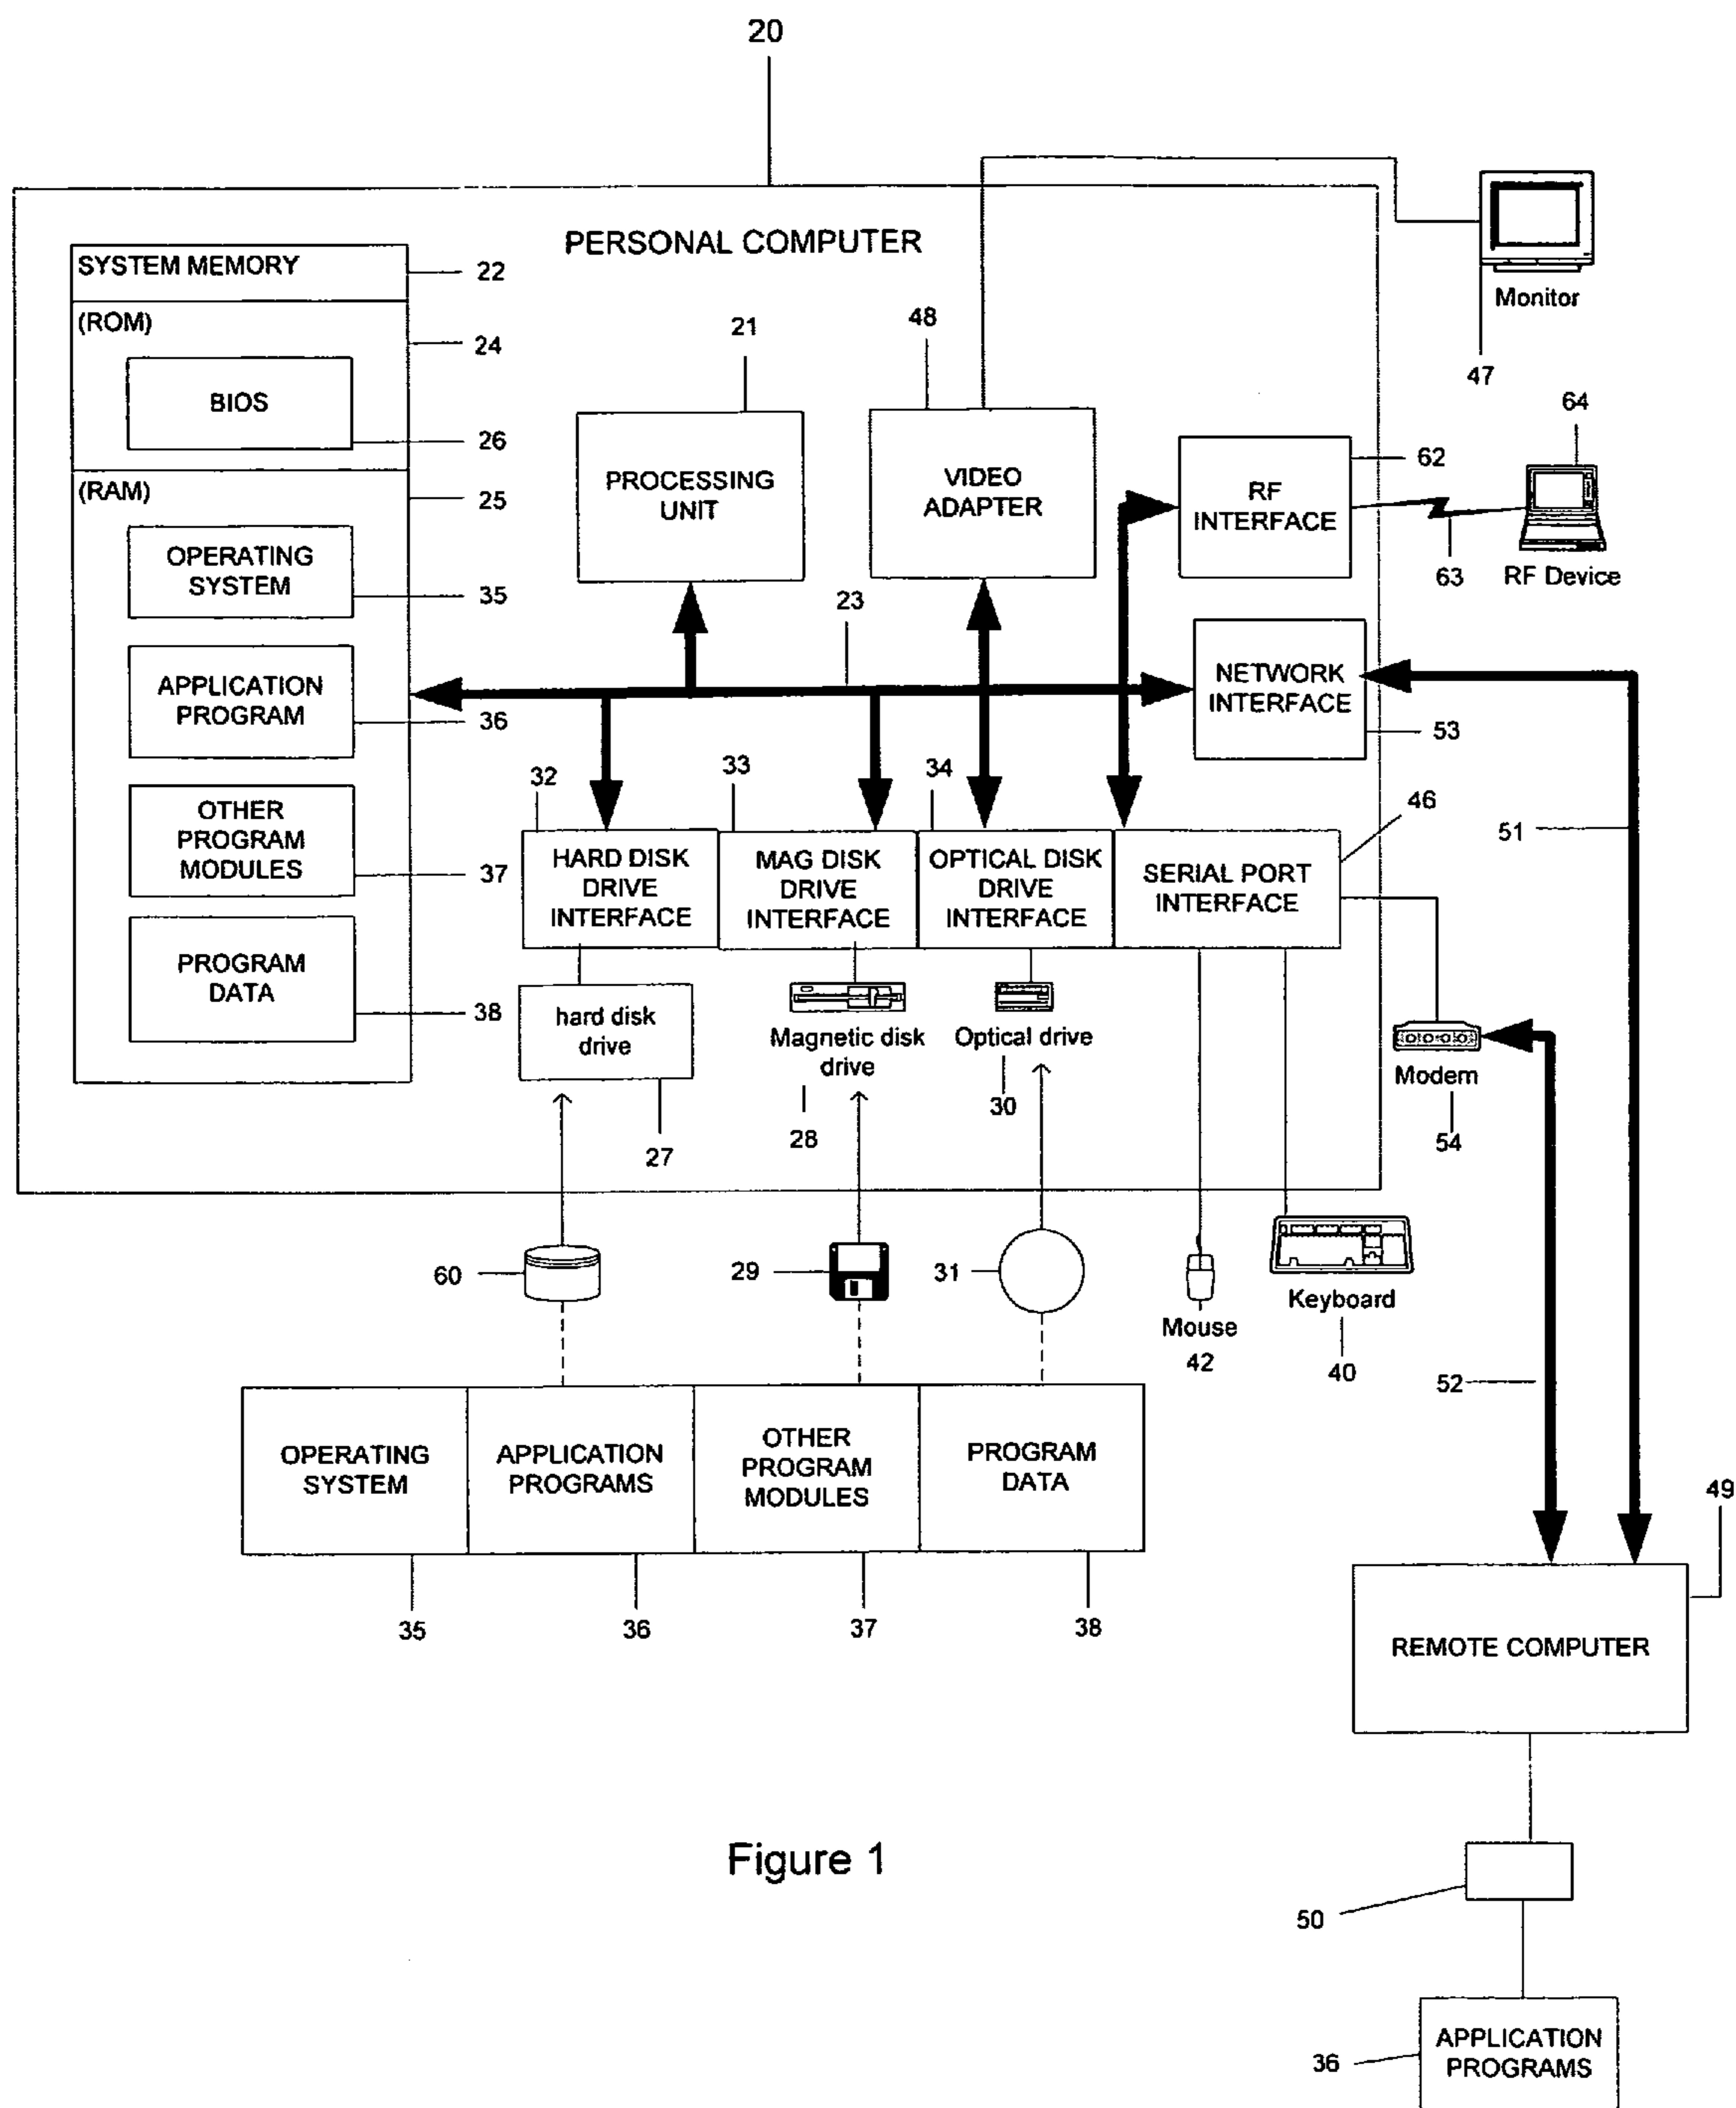 20
PERSONAL COMPUTER
SYSTEM MEMORY
22
(ROM)
24
BIOS
26
(RAM)
25
OPERATING
SYSTEM
35
APPLICATION
PROGRAM
36
OTHER
PROGRAM
MODULES
37
PROGRAM
DATA
38
21
PROCESSING
UNIT
48
VIDEO
ADAPTER
23
62
RF
INTERFACE
63
64
RF Device
Monitor
47
NETWORK
INTERFACE
53
51
32
HARD DISK
DRIVE
INTERFACE
33
MAG DISK
DRIVE
INTERFACE
34
OPTICAL DISK
DRIVE
INTERFACE
46
SERIAL PORT
INTERFACE
hard disk
drive
27
Magnetic disk
drive
28
Optical drive
30
Modem
54
60
29
31
Mouse
42
Keyboard
40
52
OPERATING
SYSTEM
APPLICATION
PROGRAMS
OTHER
PROGRAM
MODULES
PROGRAM
DATA
35
36
37
38
49
REMOTE COMPUTER
50
36
APPLICATION
PROGRAMS
Figure 1